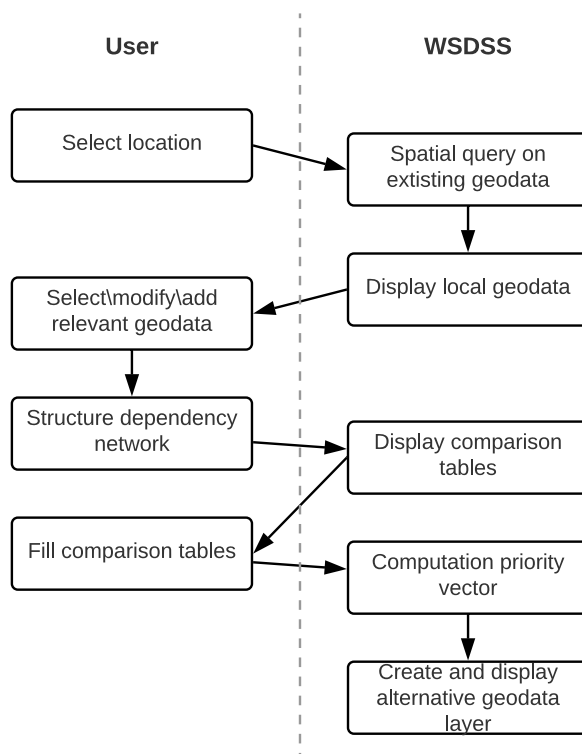 User
WSDSS
Select location
Spatial query on
extisting geodata
Display local geodata
Select\modify\add
relevant geodata
Structure dependency
network
Display comparison
tables
Fill comparison tables
Computation priority
vector
Create and display
alternative geodata
layer